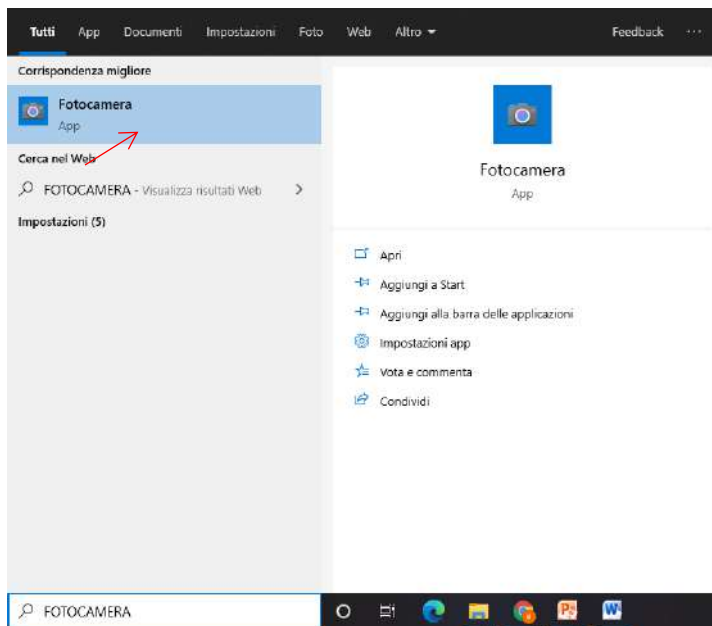 Tutti App Documenti Impostazioni Foto Web Altro Feedback ...
Corrispondenza migliore
Fotocamera
App
Cerca nel Web
FOTOCAMERA - Visualizza risultati Web
Impostazioni (5)
Fotocamera
App
Apri
Aggiungi a Start
Aggiungi alla barra delle applicazioni
Impostazioni app
Vota e commenta
Condividi
FOTOCAMERA